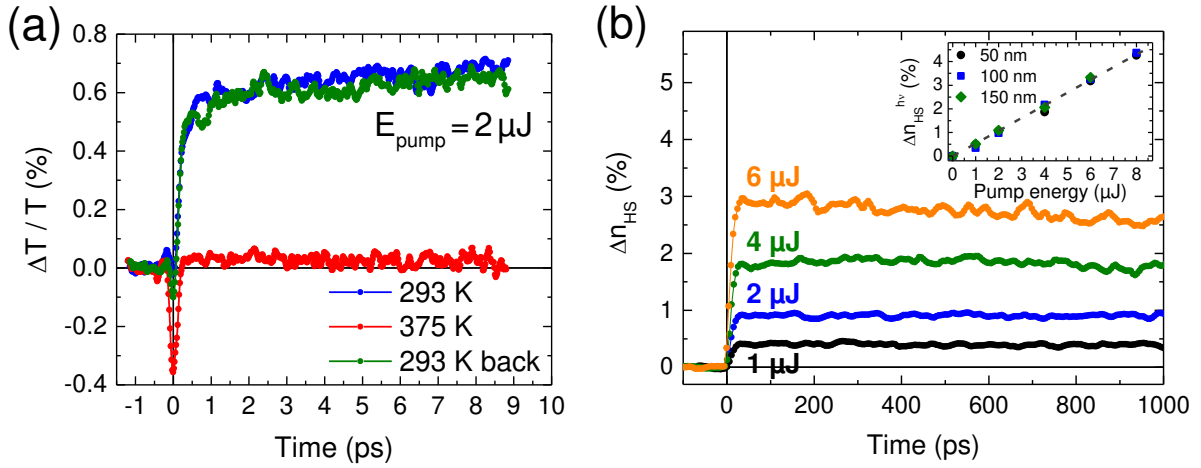 (a)
0.8
0.6
0.4
0.2
0.0
-0.2
-0.4
ΔT / T (%)
E_pump = 2 μJ
293 K
375 K
293 K back
-1 0 1 2 3 4 5 6 7 8 9 10
Time (ps)
(b)
5
4
3
2
1
0
Δn_HS (%)
6 μJ
4 μJ
2 μJ
1 μJ
0 200 400 600 800 1000
Time (ps)
50 nm
100 nm
150 nm
4
3
2
1
0
Δn_HS^hν (%)
0 1 2 3 4 5 6 7 8
Pump energy (μJ)